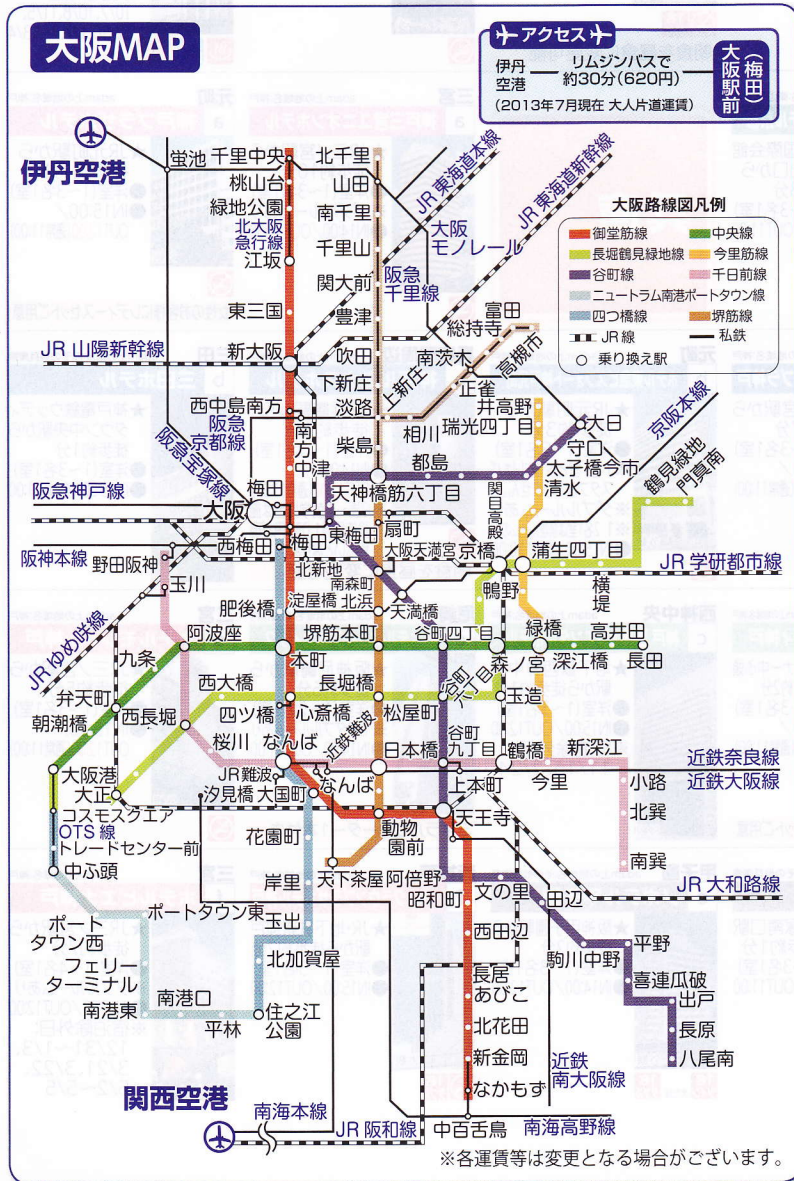 大阪MAP
アクセス
伊丹空港
リムジンバスで
約30分(620円)
大阪駅前
(梅田)
(2013年7月現在 大人片道運賃)
伊丹空港
蛍池
千里中央
桃山台
緑地公園
北大阪
急行線
江坂
東三国
新大阪
西中島南方
北千里
山田
南千里
千里山
関大前
豊津
吹田
下新庄
淡路
柴島
阪急
千里線
大阪
モノレール
JR 東海道本線
JR 東海道新幹線
大阪路線図凡例
御堂筋線
中央線
長堀鶴見緑地線
今里筋線
谷町線
千日前線
ニュートラム南港ポートタウン線
四つ橋線
堺筋線
JR線
私鉄
乗り換え駅
JR 山陽新幹線
富田
総持寺
南茨木
高槻市
上新庄
正雀
相川
井高野
瑞光四丁目
大日
守口
太子橋今市
清水
京阪本線
鶴見緑地
門真南
阪急
京都線
南方
中津
阪急宝塚線
梅田
大阪
阪急神戸線
阪神本線
都島
関目高殿
天神橋筋六丁目
扇町
野田阪神
西梅田
梅田
東梅田
大阪天満宮
京橋
蒲生四丁目
JR 学研都市線
玉川
北新地
南森町
鴫野
横堤
JR ゆめ咲線
肥後橋
淀屋橋
北浜
天満橋
阿波座
本町
堺筋本町
谷町四丁目
緑橋
高井田
九条
森ノ宮
深江橋
長田
弁天町
西大橋
長堀橋
谷町
六丁目
朝潮橋
西長堀
四ツ橋
心斎橋
松屋町
玉造
桜川
なんば
近鉄難波
日本橋
谷町
九丁目
鶴橋
新深江
近鉄奈良線
近鉄大阪線
大阪港
JR難波
なんば
上本町
今里
小路
大正
汐見橋
大国町
天王寺
北巽
コスモスクエア
OTS 線
トレードセンター前
花園町
動物
園前
南巽
中ふ頭
岸里
天下茶屋
阿倍野
文の里
田辺
JR 大和路線
ポートタウン東
昭和町
ポート
タウン西
玉出
西田辺
駒川中野
平野
フェリー
ターミナル
北加賀屋
長居
喜連瓜破
南港東
南港口
平林
住之江
公園
あびこ
出戸
北花田
長原
新金岡
近鉄
南大阪線
八尾南
関西空港
南海本線
なかもず
JR 阪和線
中百舌鳥
南海高野線
※各運賃等は変更となる場合がございます。